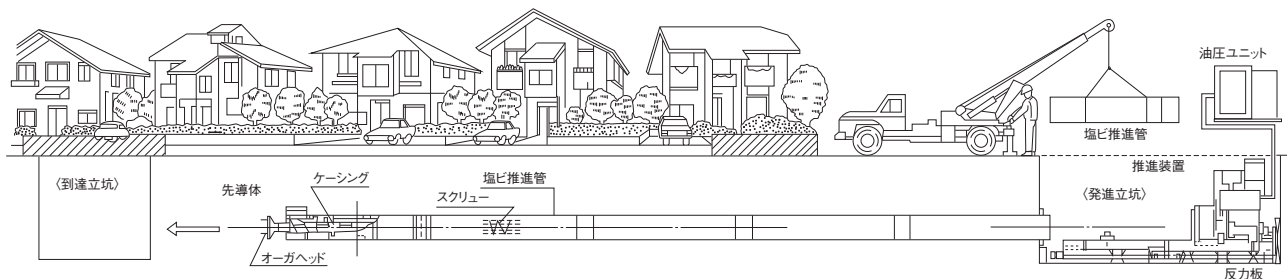 油圧ユニット
塩ビ推進管
推進装置
〈到達立坑〉
先導体
ケーシング
スクリュー
塩ビ推進管
〈発進立坑〉
オーガヘッド
反力板